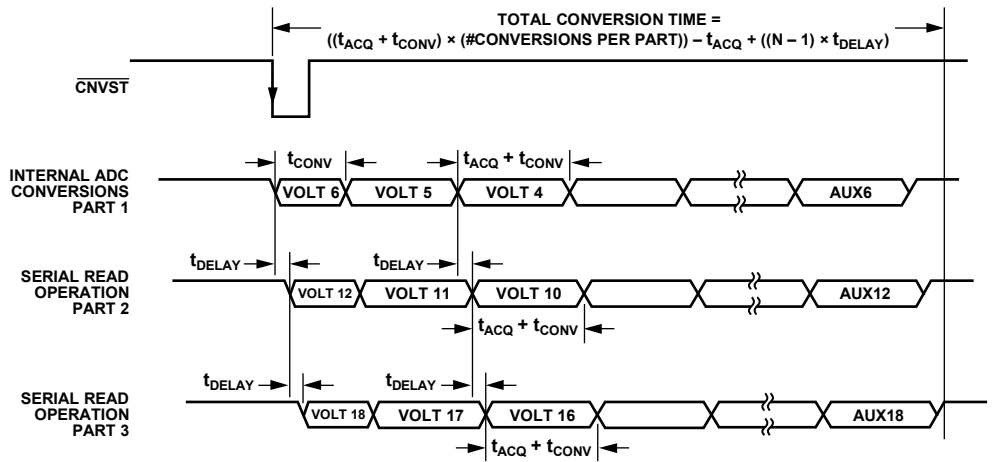 TOTAL CONVERSION TIME =
((tACQ + tCONV) × (#CONVERSIONS PER PART)) – tACQ + ((N – 1) × tDELAY)
CNVST
INTERNAL ADC
CONVERSIONS
PART 1
tCONV
tACQ + tCONV
VOLT 6
VOLT 5
VOLT 4
AUX6
SERIAL READ
OPERATION
PART 2
tDELAY
tDELAY
VOLT 12
VOLT 11
VOLT 10
AUX12
tACQ + tCONV
SERIAL READ
OPERATION
PART 3
tDELAY
tDELAY
VOLT 18
VOLT 17
VOLT 16
AUX18
tACQ + tCONV